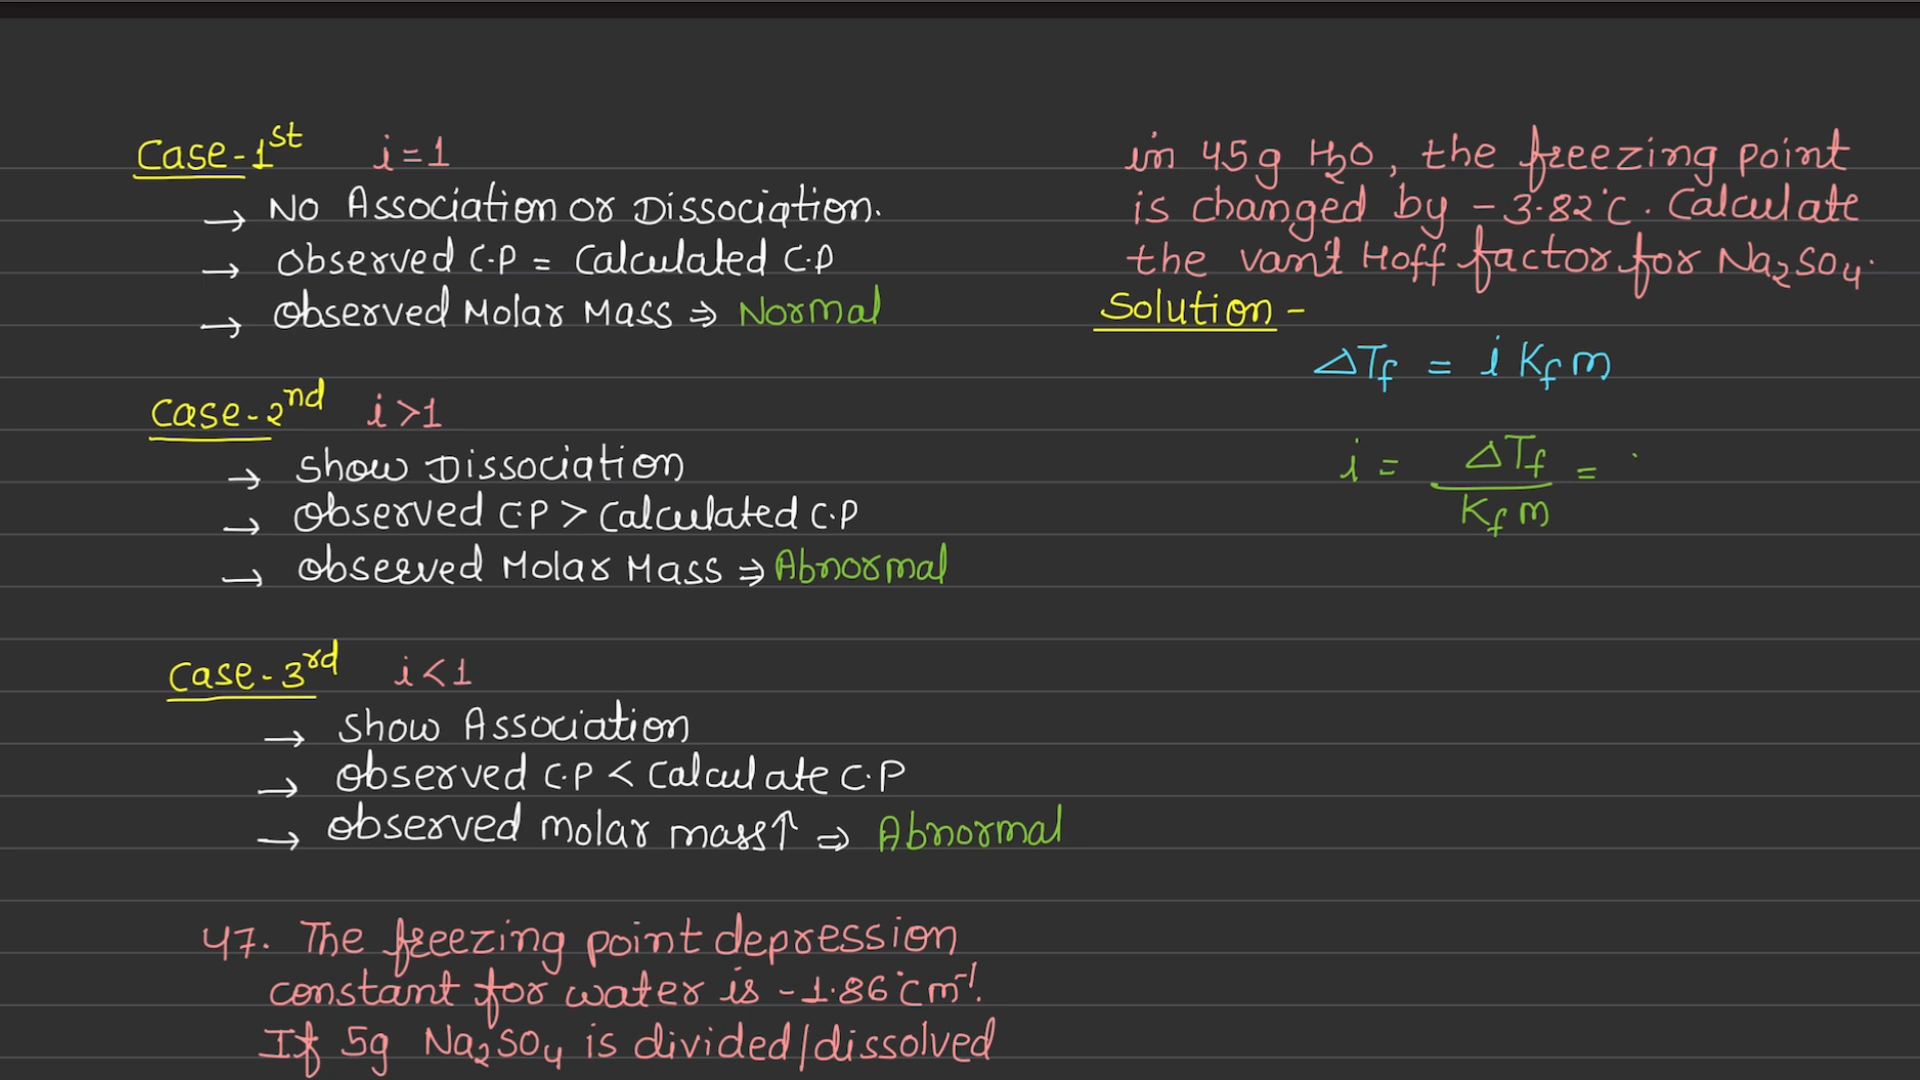 Case-1st i=1
→ No Association or Dissociation.
→ Observed C.P = Calculated C.P
→ Observed Molar Mass ⇒ Normal
Case-2nd i>1
→ Show Dissociation
→ Observed C.P > Calculated C.P
→ Observed Molar Mass ⇒ Abnormal
Case-3rd i<1
→ Show Association
→ Observed C.P < Calculate C.P
→ observed molar mass↑ ⇒ Abnormal
47. The freezing point depression
constant for water is -1.86°Cm⁻¹.
If 5g Na₂SO₄ is divided/dissolved
in 45g H₂O, the freezing point
is changed by -3.82°C. Calculate
the van't Hoff factor for Na₂SO₄.
Solution -
ΔTf = i Kf m
i = ΔTf / Kf m =